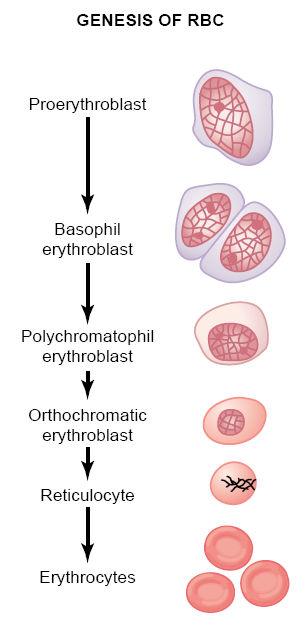 GENESIS OF RBC
Proerythroblast
Basophil
erythroblast
Polychromatophil
erythroblast
Orthochromatic
erythroblast
Reticulocyte
Erythrocytes